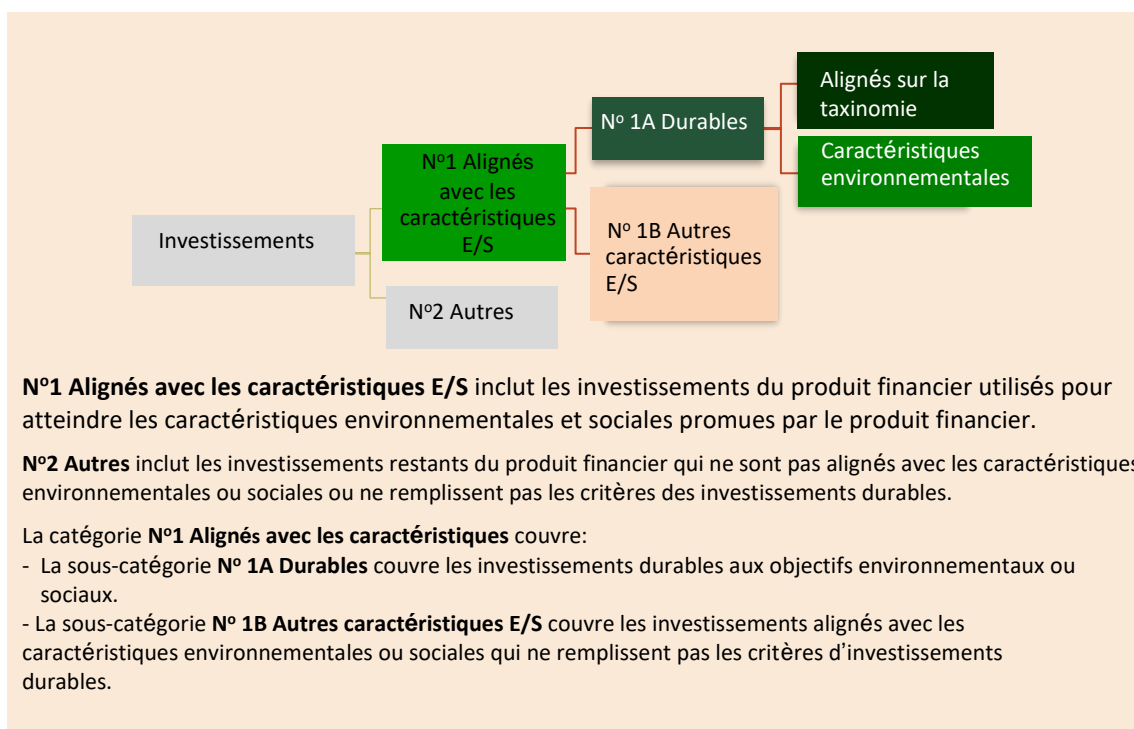 Alignés sur la
taxinomie
Nº 1A Durables
Caractéristiques
environnementales
Nº1 Alignés
avec les
caractéristiques
E/S
Nº 1B Autres
caractéristiques
E/S
Investissements
Nº2 Autres
Nº1 Alignés avec les caractéristiques E/S inclut les investissements du produit financier utilisés pour
atteindre les caractéristiques environnementales et sociales promues par le produit financier.
Nº2 Autres inclut les investissements restants du produit financier qui ne sont pas alignés avec les caractéristiques
environnementales ou sociales ou ne remplissent pas les critères des investissements durables.
La catégorie Nº1 Alignés avec les caractéristiques couvre:
- La sous-catégorie Nº 1A Durables couvre les investissements durables aux objectifs environnementaux ou
sociaux.
- La sous-catégorie Nº 1B Autres caractéristiques E/S couvre les investissements alignés avec les
caractéristiques environnementales ou sociales qui ne remplissent pas les critères d’investissements
durables.